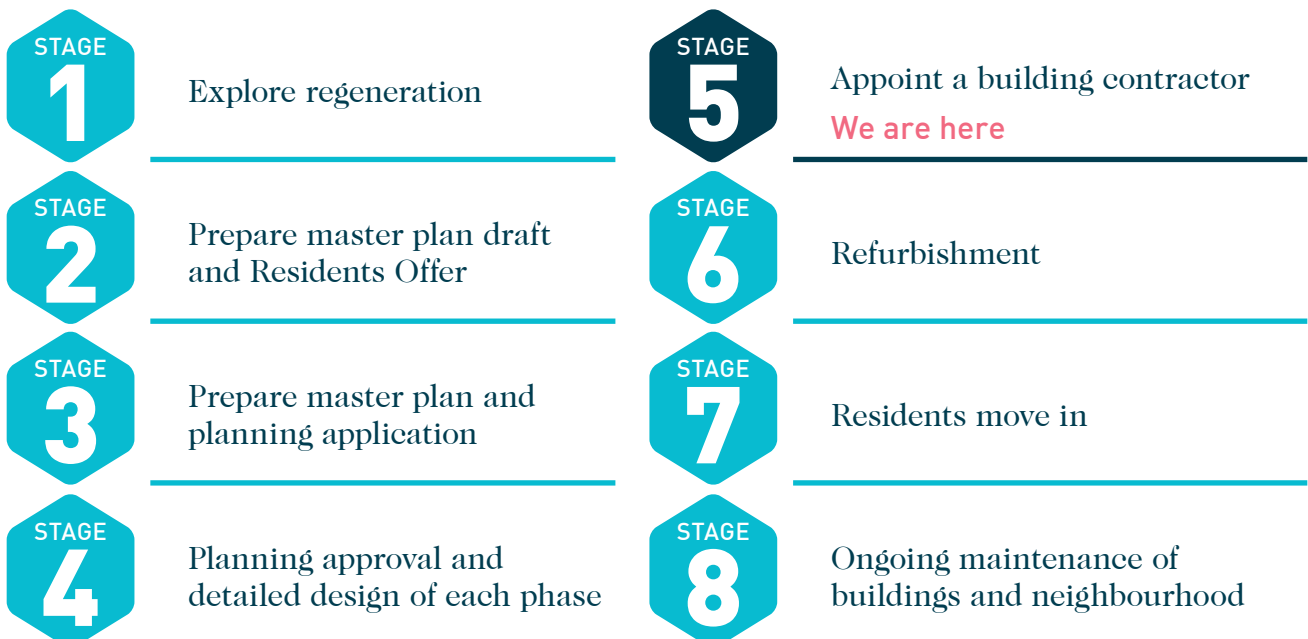 STAGE
1
Explore regeneration
STAGE
2
Prepare master plan draft
and Residents Offer
STAGE
3
Prepare master plan and
planning application
STAGE
4
Planning approval and
detailed design of each phase
STAGE
5
Appoint a building contractor
We are here
STAGE
6
Refurbishment
STAGE
7
Residents move in
STAGE
8
Ongoing maintenance of
buildings and neighbourhood